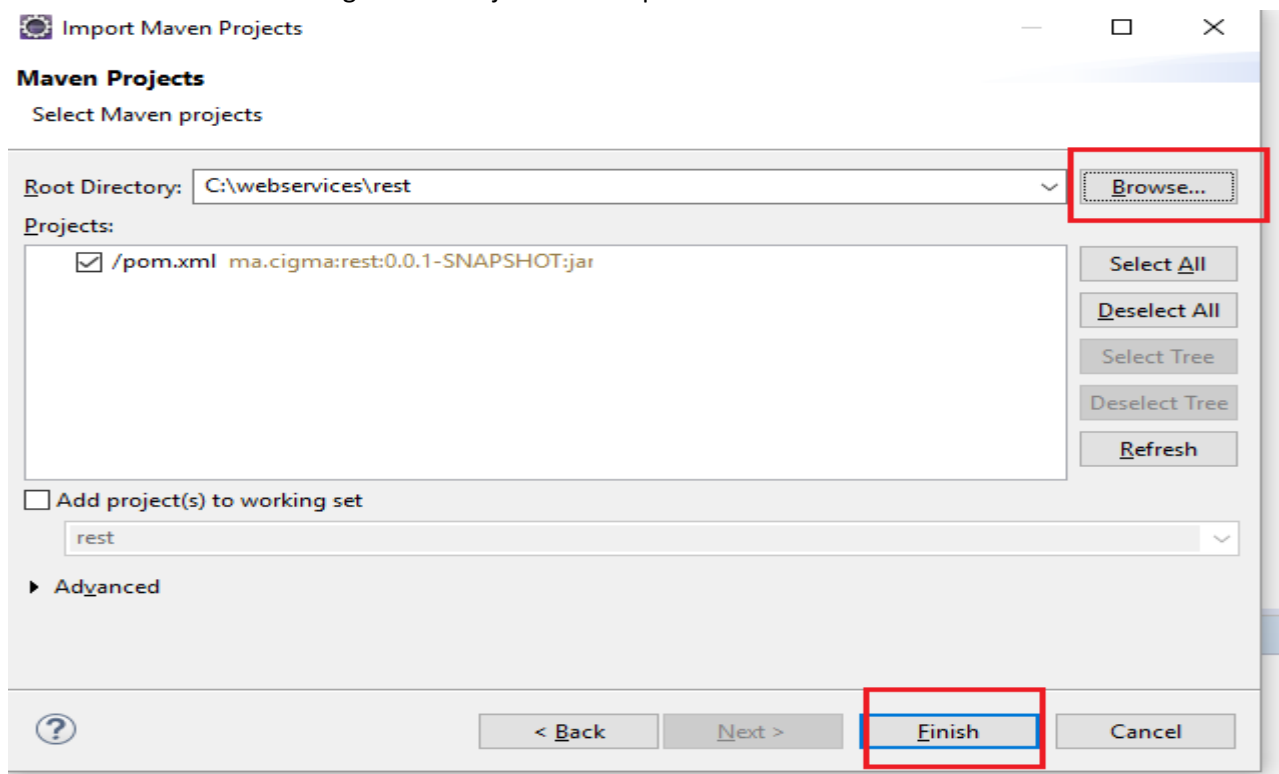 Import Maven Projects
Maven Projects
Select Maven projects
Root Directory: C:\webservices\rest
Browse...
Projects:
/pom.xml ma.cigma:rest:0.0.1-SNAPSHOT:jar
Select All
Deselect All
Select Tree
Deselect Tree
Refresh
Add project(s) to working set
rest
Advanced
< Back Next > Finish Cancel